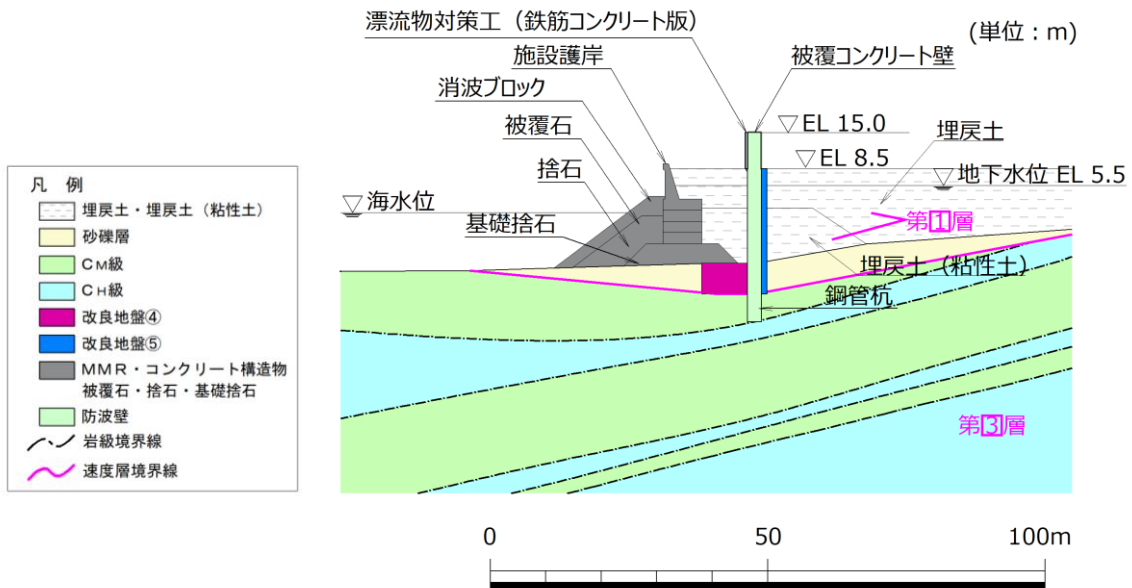 漂流物対策工（鉄筋コンクリート版）
(単位：m)
施設護岸
被覆コンクリート壁
消波ブロック
▽EL 15.0
埋戻土
被覆石
▽EL 8.5
捨石
地下水位 EL 5.5
▽海水位
第1層
基礎捨石
埋戻土（粘性土）
鋼管杭
第3層
凡 例
埋戻土・埋戻土（粘性土）
砂礫層
CM級
CH級
改良地盤④
改良地盤⑤
MMR・コンクリート構造物
被覆石・捨石・基礎捨石
防波壁
岩級境界線
速度層境界線
0 50 100m